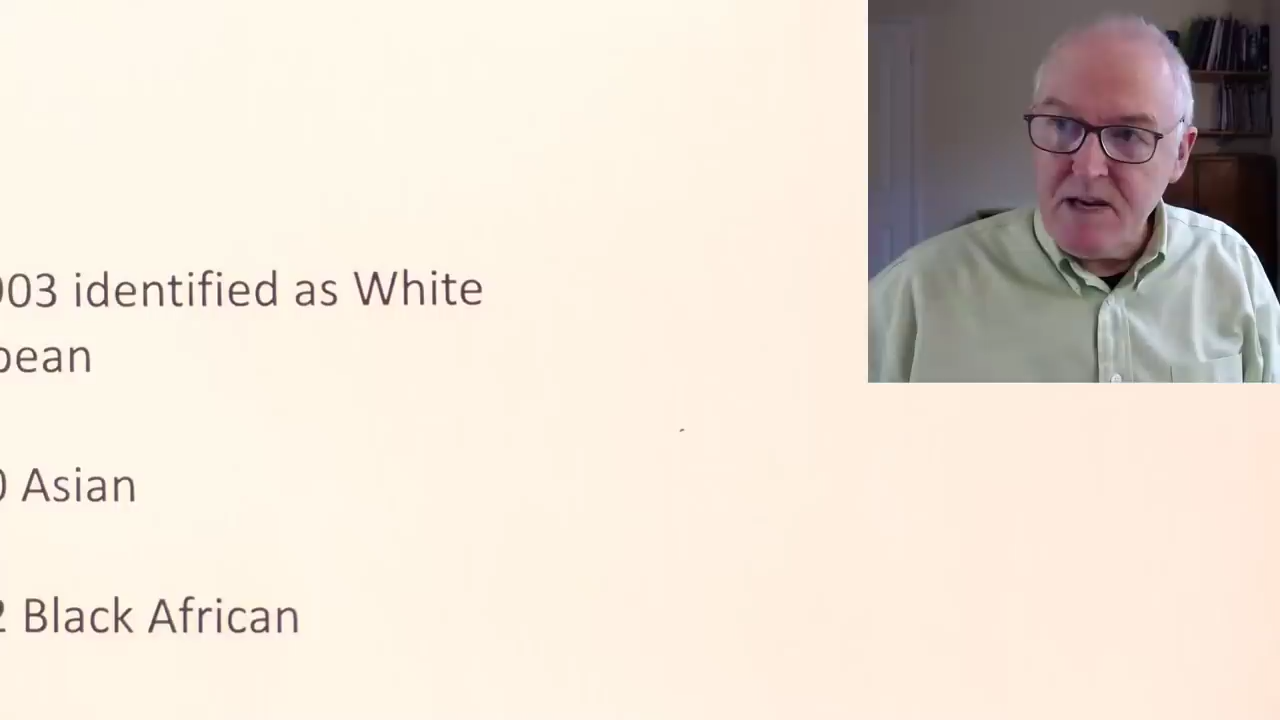 003 identified as White
pean
0 Asian
2 Black African